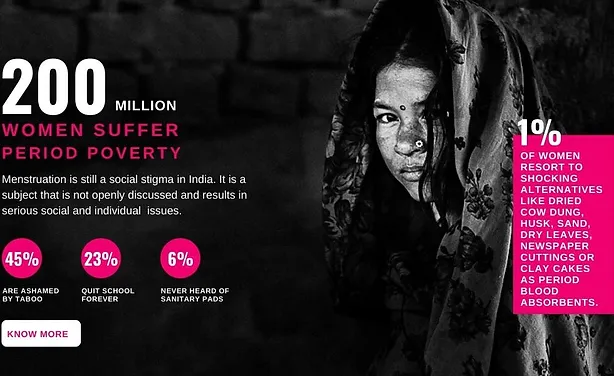 200 MILLION
WOMEN SUFFER
PERIOD POVERTY
Menstruation is still a social stigma in India. It is a
subject that is not openly discussed and results in
serious social and individual issues.
45%
ARE ASHAMED
BY TABOO
23%
QUIT SCHOOL
FOREVER
6%
NEVER HEARD OF
SANITARY PADS
KNOW MORE
1%
OF WOMEN
RESORT TO
SHOCKING
ALTERNATIVES
LIKE DRIED
COW DUNG,
HUSK, SAND,
DRY LEAVES,
NEWSPAPER
CUTTINGS OR
CLAY CAKES
AS PERIOD
BLOOD
ABSORBENTS.